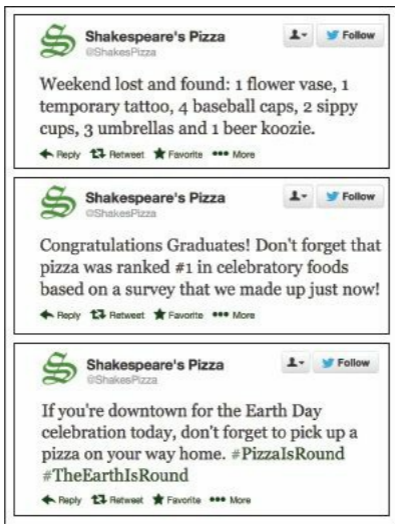 Shakespeare's Pizza
@ShakesPizza
Follow
Weekend lost and found: 1 flower vase, 1
temporary tattoo, 4 baseball caps, 2 sippy
cups, 3 umbrellas and 1 beer koozie.
Reply Retweet Favorite More
Shakespeare's Pizza
@ShakesPizza
Follow
Congratulations Graduates! Don't forget that
pizza was ranked #1 in celebratory foods
based on a survey that we made up just now!
Reply Retweet Favorite More
Shakespeare's Pizza
@ShakesPizza
Follow
If you're downtown for the Earth Day
celebration today, don't forget to pick up a
pizza on your way home. #PizzaIsRound
#TheEarthIsRound
Reply Retweet Favorite More